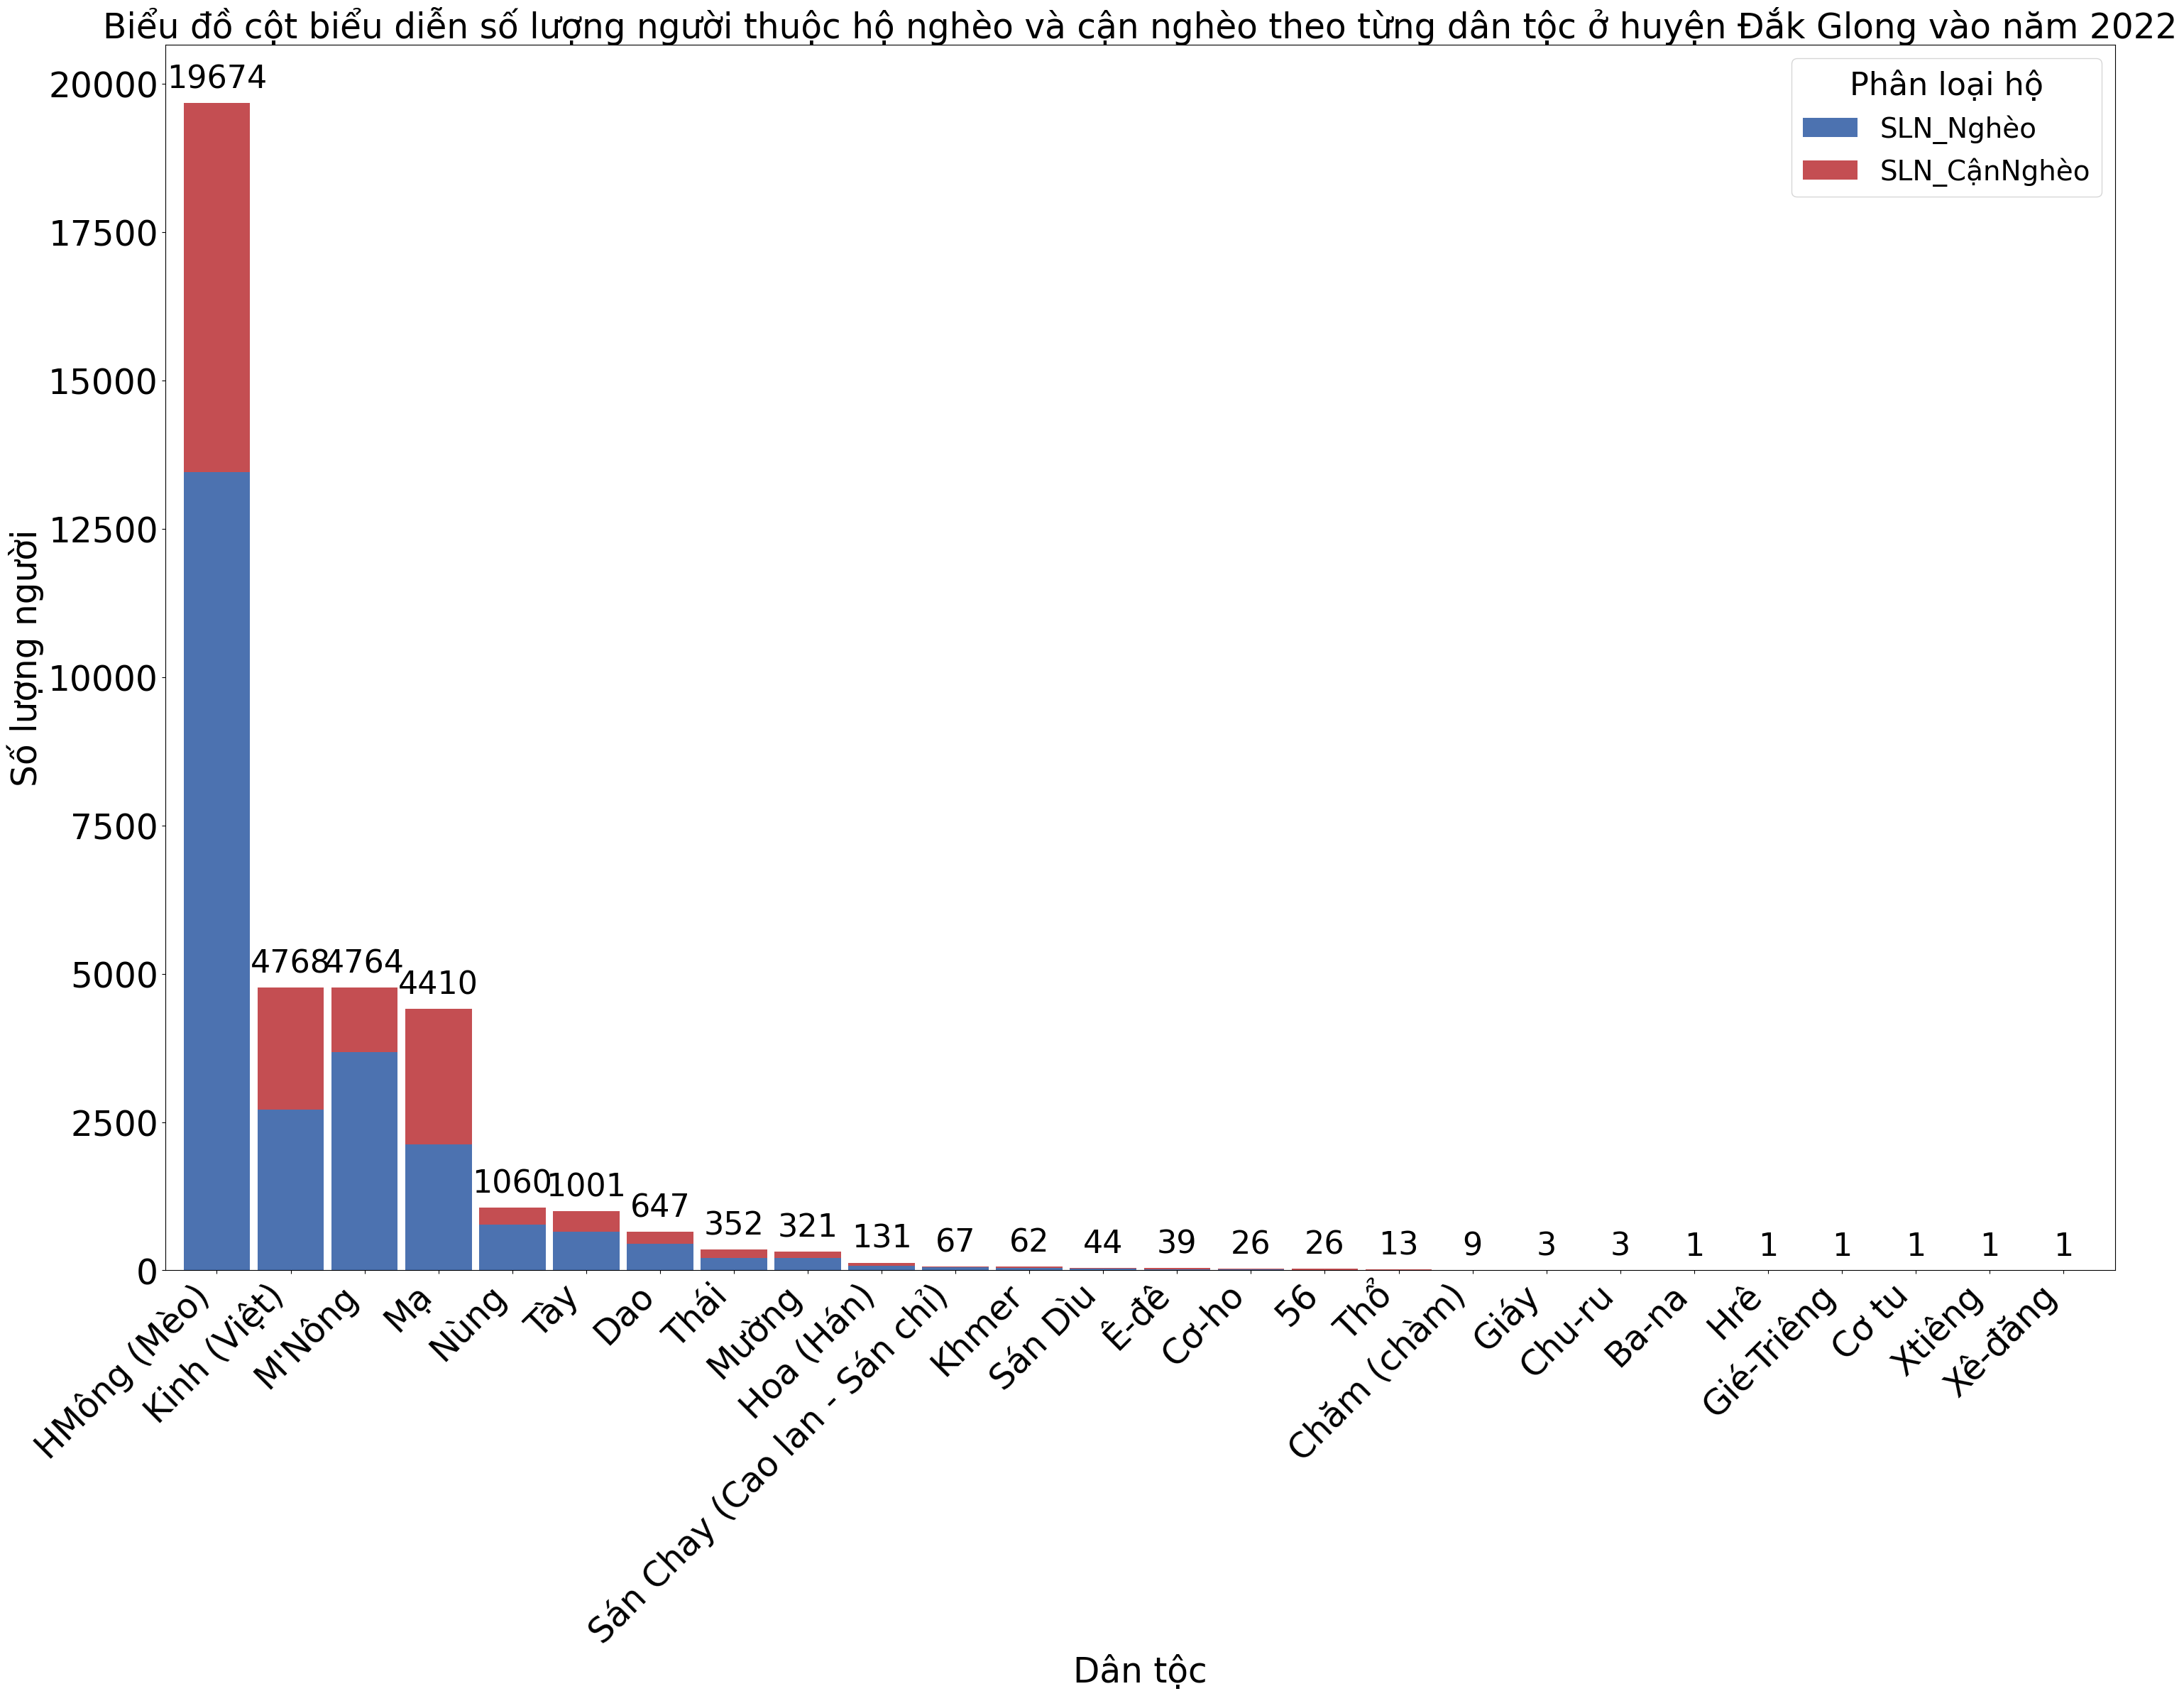 Biểu đồ cột biểu diễn số lượng người thuộc hộ nghèo và cận nghèo theo từng dân tộc ở huyện Đắk Glong vào năm 2022
Phân loại hộ
SLN_Nghèo
SLN_CậnNghèo
Số lượng người
20000
17500
15000
12500
10000
7500
5000
2500
0
19674
4768
4764
4410
1060
1001
647
352
321
131
67
62
44
39
26
26
13
9
3
3
1
1
1
1
1
1
HMông (Mèo)
Kinh (Việt)
M'Nông
Mạ
Nùng
Tày
Dao
Thái
Mường
Hoa (Hán)
Sán Chay (Cao lan - Sán chỉ)
Khmer
Sán Dìu
Ê-đê
Cơ-ho
56
Thổ
Chăm (chàm)
Giáy
Chu-ru
Ba-na
Hrê
Gié-Triêng
Cơ tu
Xtiêng
Xê-đăng
Dân tộc